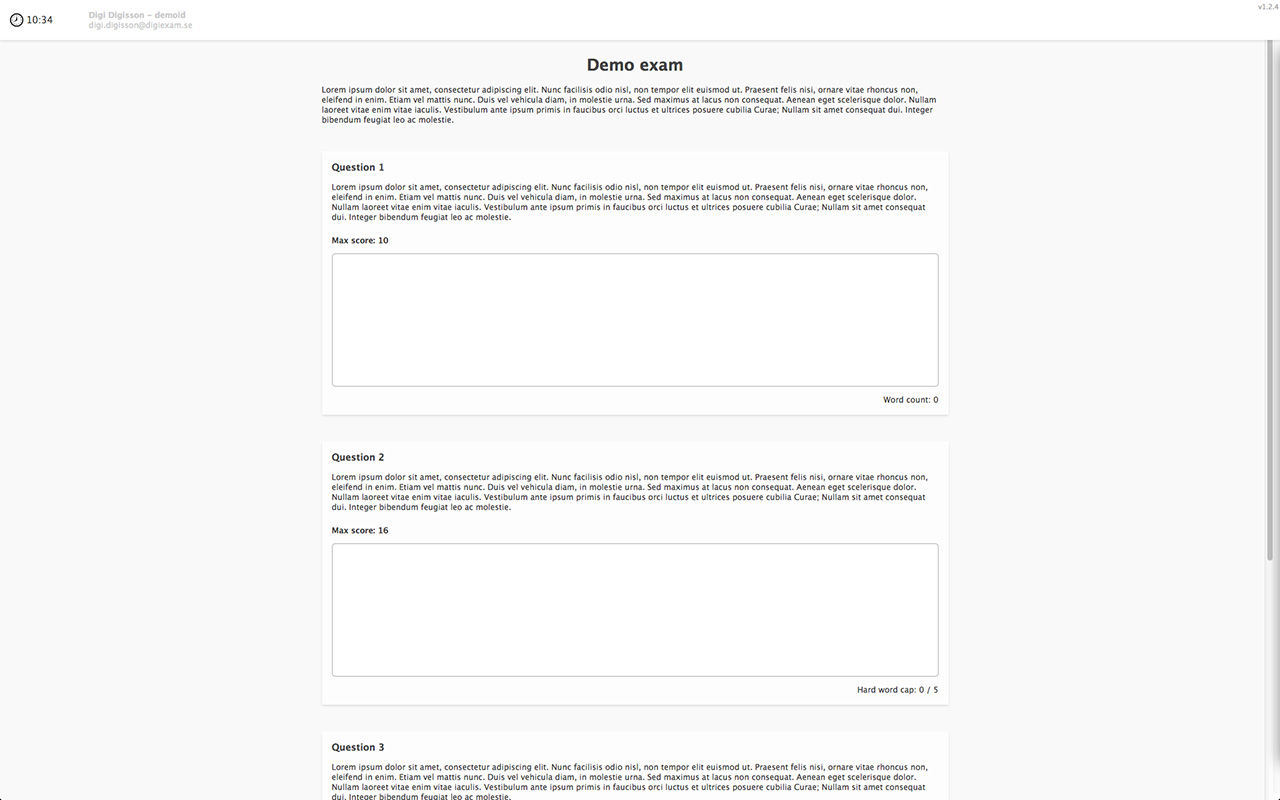 10:34
Digi Digisson - demoid
digi.digisson@digiexam.se
v1.2.4
Demo exam
Lorem ipsum dolor sit amet, consectetur adipiscing elit. Nunc facilisis odio nisl, non tempor elit euismod ut. Praesent felis nisi, ornare vitae rhoncus non,
eleifend in enim. Etiam vel mattis nunc. Duis vel vehicula diam, in molestie urna. Sed maximus at lacus non consequat. Aenean eget scelerisque dolor. Nullam
laoreet vitae enim vitae iaculis. Vestibulum ante ipsum primis in faucibus orci luctus et ultrices posuere cubilia Curae; Nullam sit amet consequat dui. Integer
bibendum feugiat leo ac molestie.
Question 1
Lorem ipsum dolor sit amet, consectetur adipiscing elit. Nunc facilisis odio nisl, non tempor elit euismod ut. Praesent felis nisi, ornare vitae rhoncus non,
eleifend in enim. Etiam vel mattis nunc. Duis vel vehicula diam, in molestie urna. Sed maximus at lacus non consequat. Aenean eget scelerisque dolor.
Nullam laoreet vitae enim vitae iaculis. Vestibulum ante ipsum primis in faucibus orci luctus et ultrices posuere cubilia Curae; Nullam sit amet consequat
dui. Integer bibendum feugiat leo ac molestie.
Max score: 10
Word count: 0
Question 2
Lorem ipsum dolor sit amet, consectetur adipiscing elit. Nunc facilisis odio nisl, non tempor elit euismod ut. Praesent felis nisi, ornare vitae rhoncus non,
eleifend in enim. Etiam vel mattis nunc. Duis vel vehicula diam, in molestie urna. Sed maximus at lacus non consequat. Aenean eget scelerisque dolor.
Nullam laoreet vitae enim vitae iaculis. Vestibulum ante ipsum primis in faucibus orci luctus et ultrices posuere cubilia Curae; Nullam sit amet consequat
dui. Integer bibendum feugiat leo ac molestie.
Max score: 16
Hard word cap: 0 / 5
Question 3
Lorem ipsum dolor sit amet, consectetur adipiscing elit. Nunc facilisis odio nisl, non tempor elit euismod ut. Praesent felis nisi, ornare vitae rhoncus non,
eleifend in enim. Etiam vel mattis nunc. Duis vel vehicula diam, in molestie urna. Sed maximus at lacus non consequat. Aenean eget scelerisque dolor.
Nullam laoreet vitae enim vitae iaculis. Vestibulum ante ipsum primis in faucibus orci luctus et ultrices posuere cubilia Curae; Nullam sit amet consequat
dui. Integer bibendum feugiat leo ac molestie.